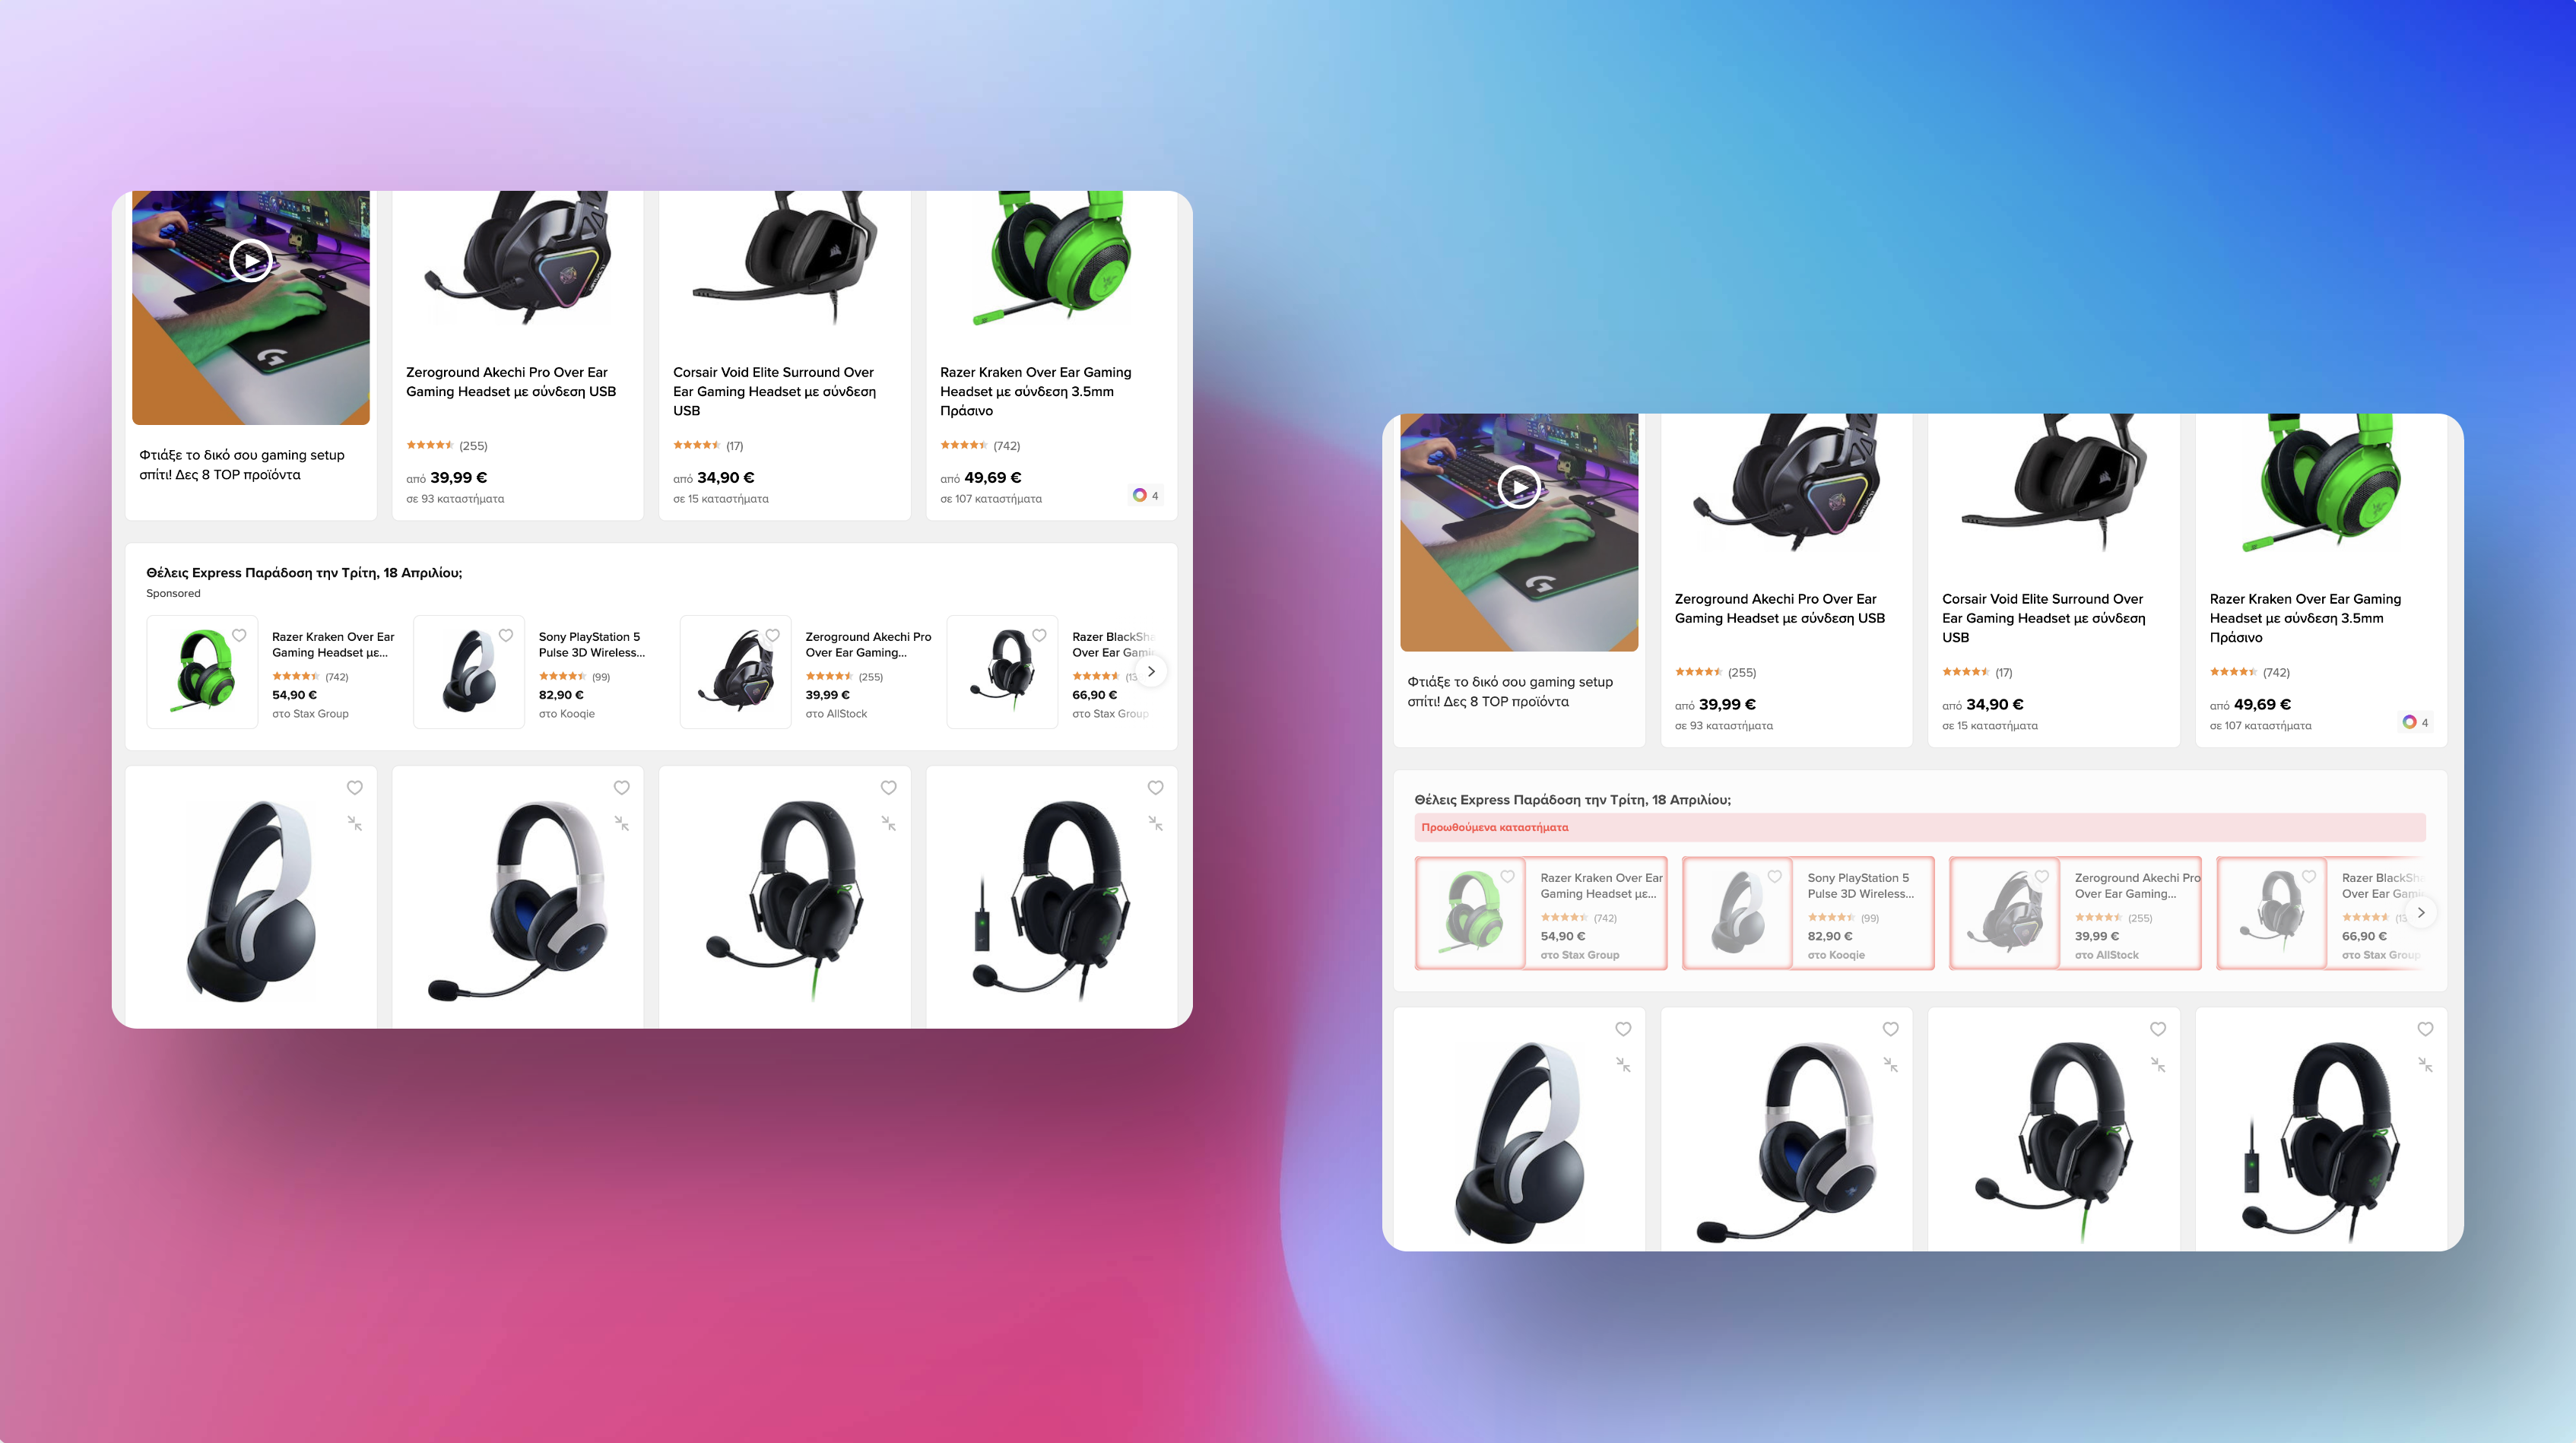 Zeroground Akechi Pro Over Ear
Gaming Headset με σύνδεση USB
(255)
από 39,99 €
σε 93 καταστήματα
Corsair Void Elite Surround Over
Ear Gaming Headset με σύνδεση
USB
(17)
από 34,90 €
σε 15 καταστήματα
Razer Kraken Over Ear Gaming
Headset με σύνδεση 3.5mm
Πράσινο
(742)
από 49,69 €
σε 107 καταστήματα
4
Φτιάξε το δικό σου gaming setup
σπίτι! Δες 8 TOP προϊόντα
Θέλεις Express Παράδοση την Τρίτη, 18 Απριλίου;
Sponsored
Razer Kraken Over Ear
Gaming Headset με...
(742)
54,90 €
στο Stax Group
Sony PlayStation 5
Pulse 3D Wireless...
(99)
82,90 €
στο Kooqie
Zeroground Akechi Pro
Over Ear Gaming...
(255)
39,99 €
στο AllStock
Razer BlackSha
Over Ear Gami
(13
66,90 €
στο Stax Group
Zeroground Akechi Pro Over Ear
Gaming Headset με σύνδεση USB
(255)
από 39,99 €
σε 93 καταστήματα
Corsair Void Elite Surround Over
Ear Gaming Headset με σύνδεση
USB
(17)
από 34,90 €
σε 15 καταστήματα
Razer Kraken Over Ear Gaming
Headset με σύνδεση 3.5mm
Πράσινο
(742)
από 49,69 €
σε 107 καταστήματα
4
Φτιάξε το δικό σου gaming setup
σπίτι! Δες 8 TOP προϊόντα
Θέλεις Express Παράδοση την Τρίτη, 18 Απριλίου;
Προωθούμενα καταστήματα
Razer Kraken Over Ear
Gaming Headset με...
(742)
54,90 €
στο Stax Group
Sony PlayStation 5
Pulse 3D Wireless...
(99)
82,90 €
στο Kooqie
Zeroground Akechi Pro
Over Ear Gaming...
(255)
39,99 €
στο AllStock
Razer BlackSha
Over Ear Gami
(13
66,90 €
στο Stax Group